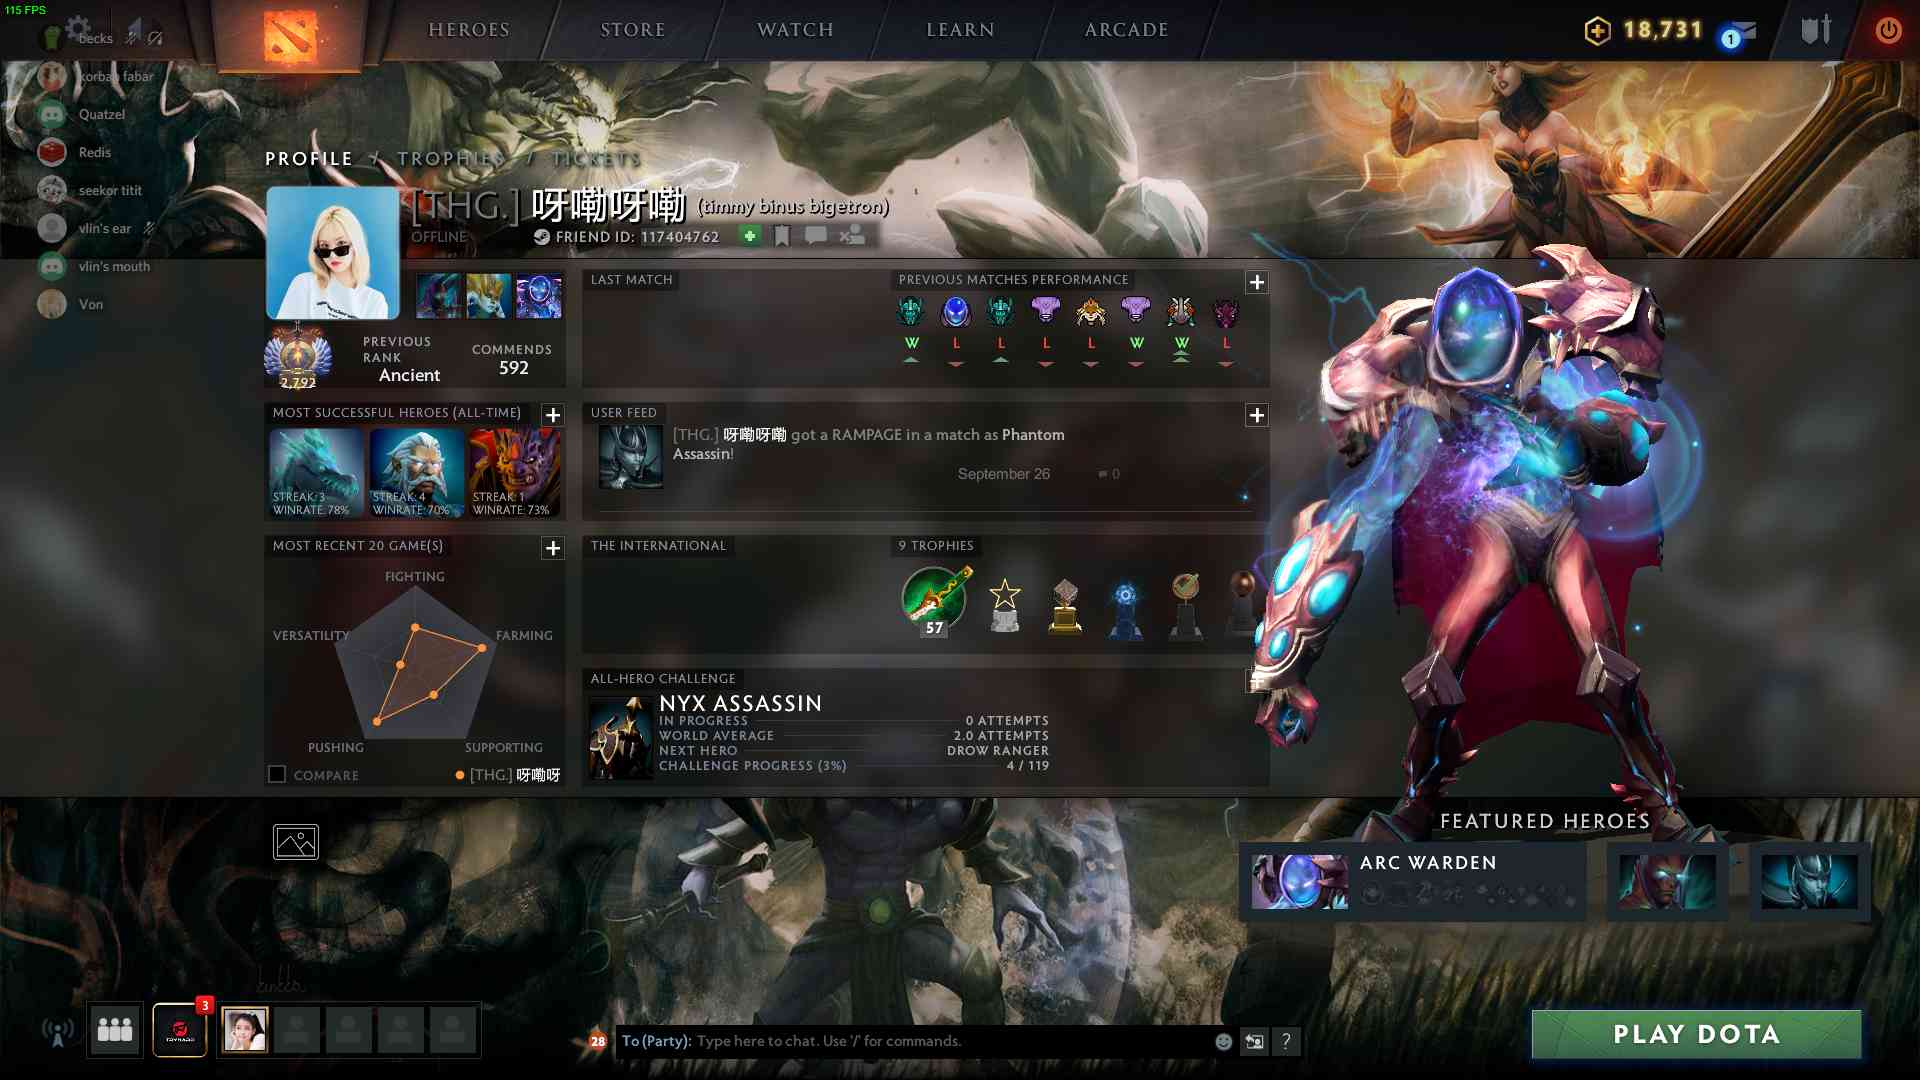 115 FPS
HEROES
STORE
WATCH
LEARN
ARCADE
18,731
1
becks
korban fabar
Quatzel
Redis
seekor titit
vlin's ear
vlin's mouth
Von
PROFILE / TROPHIES / TICKETS
[THG.] 呀嘞呀嘞 (timmy binus bigetron)
OFFLINE
FRIEND ID: 117404762
2,792
PREVIOUS RANK
Ancient
COMMENDS
592
LAST MATCH
PREVIOUS MATCHES PERFORMANCE
W L L L L W W L
MOST SUCCESSFUL HEROES (ALL-TIME)
STREAK: 3
WINRATE: 78%
STREAK: 4
WINRATE: 70%
STREAK: 1
WINRATE: 73%
USER FEED
[THG.] 呀嘞呀嘞 got a RAMPAGE in a match as Phantom
Assassin!
September 26
0
MOST RECENT 20 GAME(S)
FIGHTING
VERSATILITY
FARMING
PUSHING
SUPPORTING
COMPARE
[THG.] 呀嘞呀
THE INTERNATIONAL
9 TROPHIES
57
ALL-HERO CHALLENGE
NYX ASSASSIN
IN PROGRESS 0 ATTEMPTS
WORLD AVERAGE 2.0 ATTEMPTS
NEXT HERO DROW RANGER
CHALLENGE PROGRESS (3%) 4 / 119
FEATURED HEROES
ARC WARDEN
3
28
To (Party): Type here to chat. Use '/' for commands.
?
PLAY DOTA